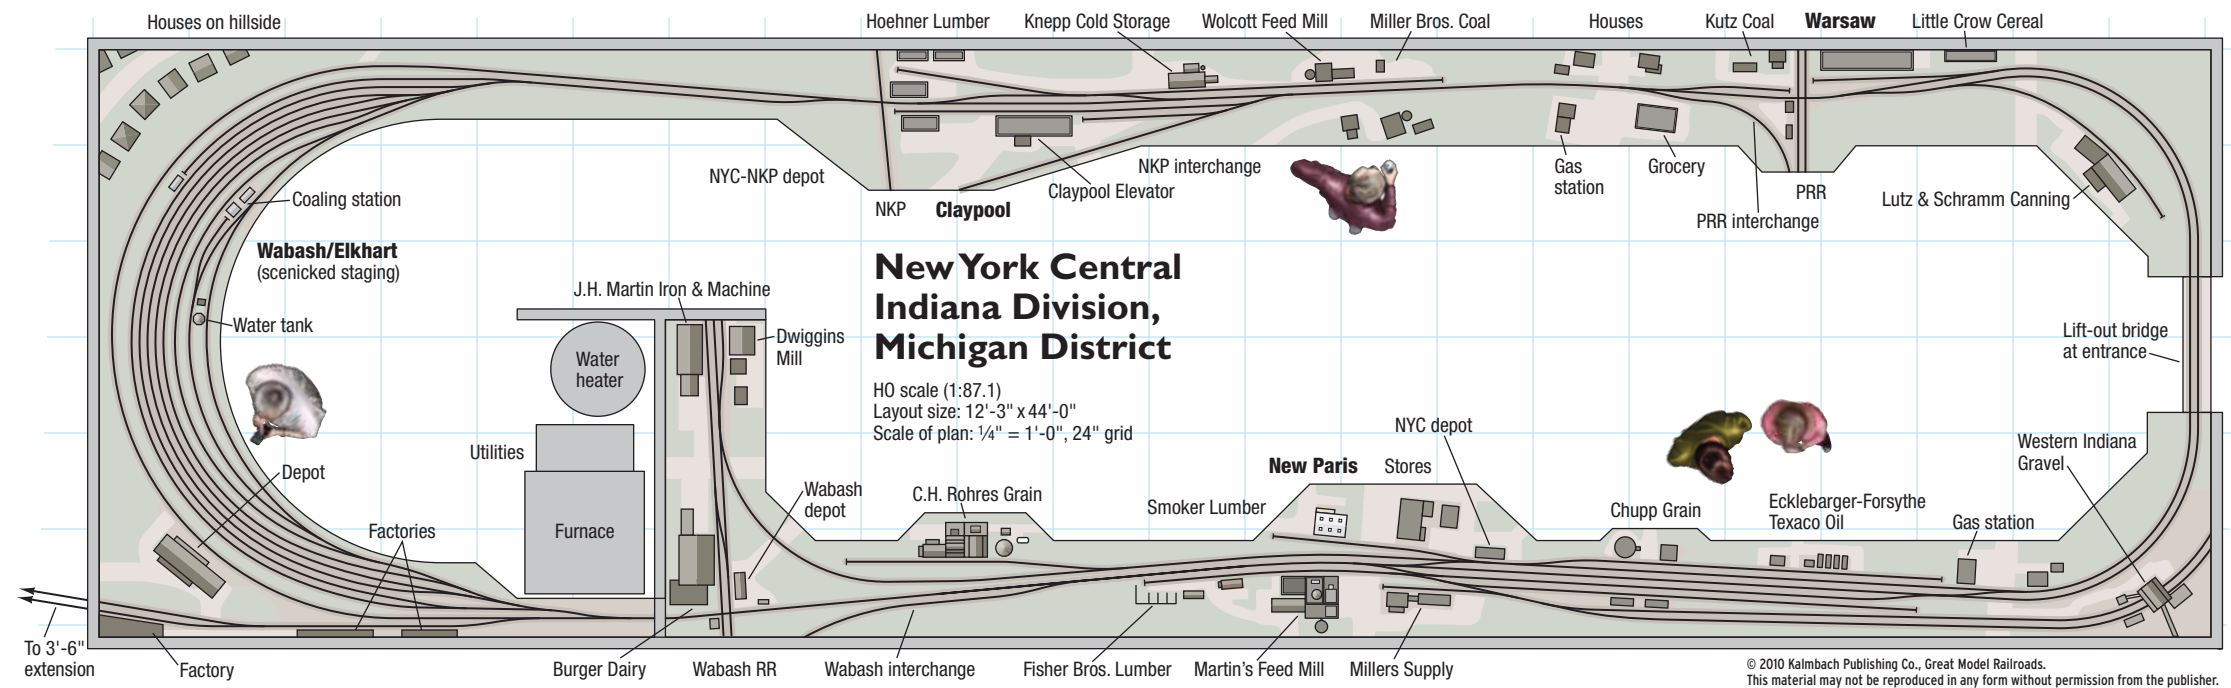 Houses on hillside
Hoehner Lumber
Knepp Cold Storage
Wolcott Feed Mill
Miller Bros. Coal
Houses
Kutz Coal
Warsaw
Little Crow Cereal
NYC-NKP depot
NKP
Claypool
Claypool Elevator
NKP interchange
Gas
station
Grocery
PRR
PRR interchange
Lutz & Schramm Canning
Coaling station
Wabash/Elkhart
(scenicked staging)
Water tank
New York Central
Indiana Division,
Michigan District
HO scale (1:87.1)
Layout size: 12'-3" x 44'-0"
Scale of plan: ¼" = 1'-0", 24" grid
J.H. Martin Iron & Machine
Dwiggins
Mill
Water
heater
Utilities
Furnace
Lift-out bridge
at entrance
Depot
Factories
Wabash
depot
C.H. Rohres Grain
Smoker Lumber
New Paris
Stores
NYC depot
Chupp Grain
Ecklebarger-Forsythe
Texaco Oil
Gas station
Western Indiana
Gravel
To 3'-6"
extension
Factory
Burger Dairy
Wabash RR
Wabash interchange
Fisher Bros. Lumber
Martin's Feed Mill
Millers Supply
© 2010 Kalmbach Publishing Co., Great Model Railroads.
This material may not be reproduced in any form without permission from the publisher.